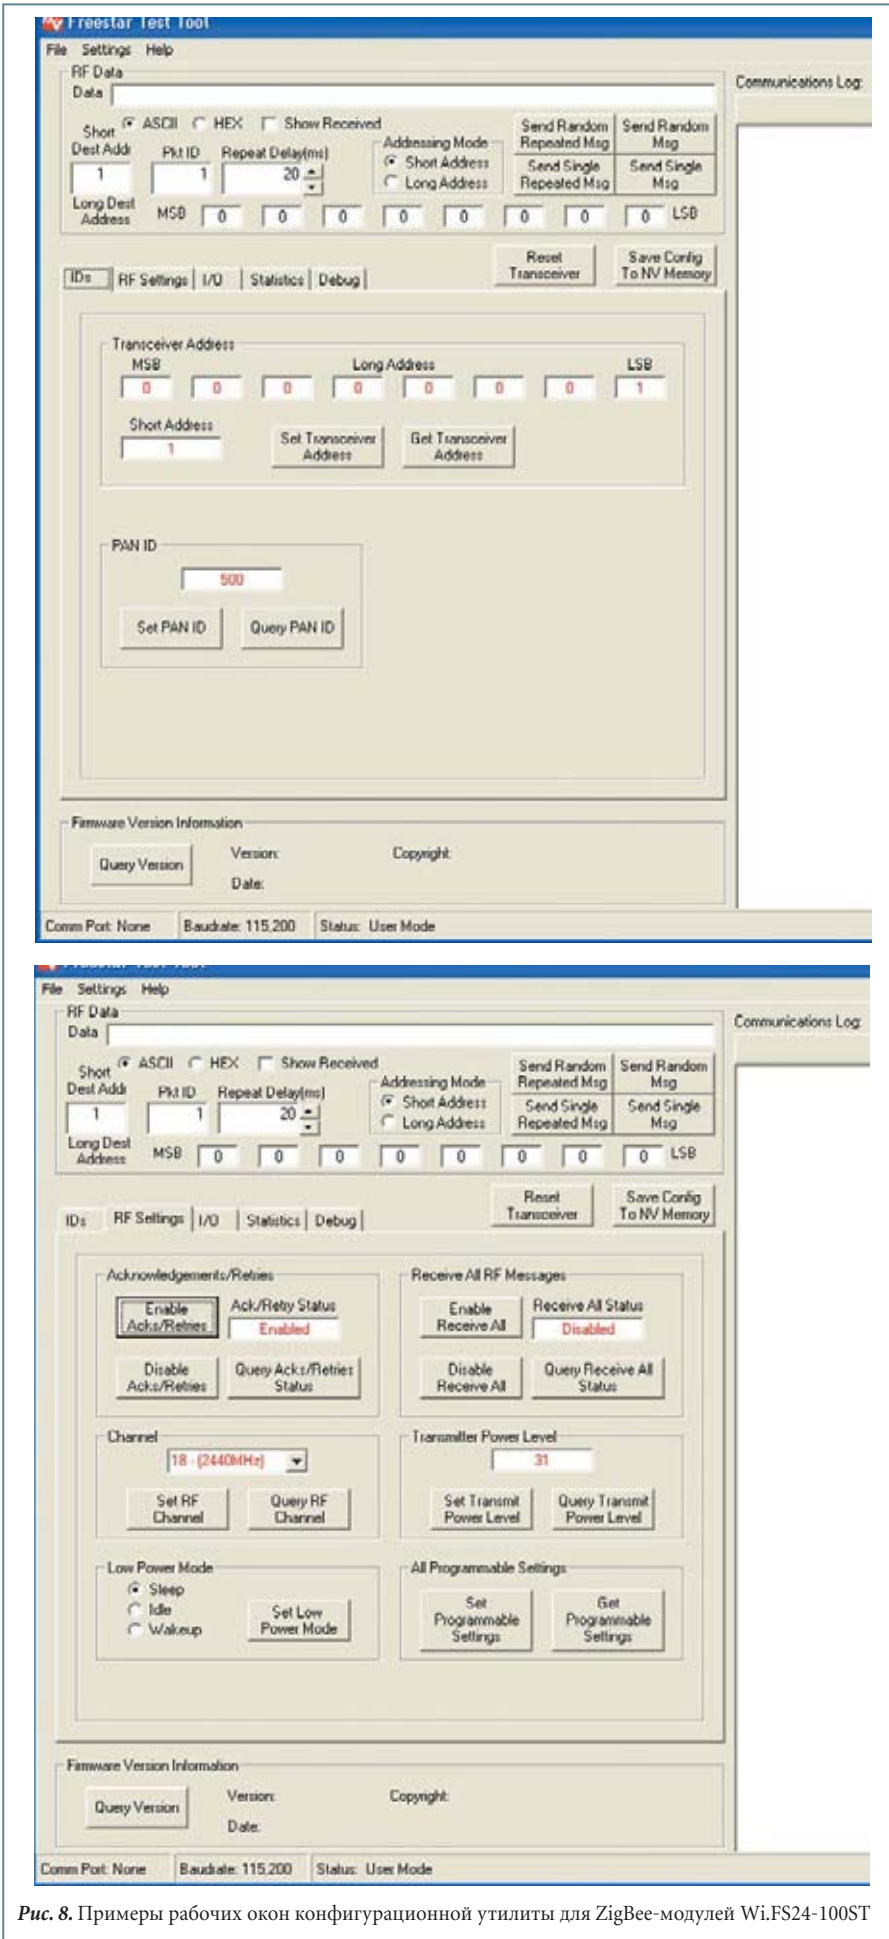 Freestar Test Tool
File Settings Help
RF Data
Data
Communications Log:
Short Dest Addr
ASCII HEX Show Received
Pkt ID Repeat Delay(ms)
1 1 20
Addressing Mode
Short Address
Long Address
Send Random Repeated Msg
Send Random Msg
Send Single Repeated Msg
Send Single Msg
Long Dest Address
MSB 0 0 0 0 0 0 0 0 LSB
Reset Transceiver
Save Config To NV Memory
IDs RF Settings I/O Statistics Debug
Transceiver Address
MSB Long Address LSB
0 0 0 0 0 0 0 1
Short Address
1
Set Transceiver Address
Get Transceiver Address
PAN ID
500
Set PAN ID
Query PAN ID
Firmware Version Information
Query Version
Version:
Copyright:
Date:
Comm Port: None Baudrate: 115,200 Status: User Mode
File Settings Help
RF Data
Data
Communications Log:
Short Dest Addr
ASCII HEX Show Received
Pkt ID Repeat Delay(ms)
1 1 20
Addressing Mode
Short Address
Long Address
Send Random Repeated Msg
Send Random Msg
Send Single Repeated Msg
Send Single Msg
Long Dest Address
MSB 0 0 0 0 0 0 0 0 LSB
Reset Transceiver
Save Config To NV Memory
IDs RF Settings I/O Statistics Debug
Acknowledgements/Retries
Enable Acks/Retries
Ack/Retry Status
Enabled
Disable Acks/Retries
Query Acks/Retries Status
Receive All RF Messages
Enable Receive All
Receive All Status
Disabled
Disable Receive All
Query Receive All Status
Channel
18 - (2440MHz)
Set RF Channel
Query RF Channel
Transmitter Power Level
31
Set Transmit Power Level
Query Transmit Power Level
Low Power Mode
Sleep
Idle
Wakeup
Set Low Power Mode
All Programmable Settings
Set Programmable Settings
Get Programmable Settings
Firmware Version Information
Query Version
Version:
Copyright:
Date:
Comm Port: None Baudrate: 115,200 Status: User Mode
Рис. 8. Примеры рабочих окон конфигурационной утилиты для ZigBee-модулей Wi.FS24-100ST